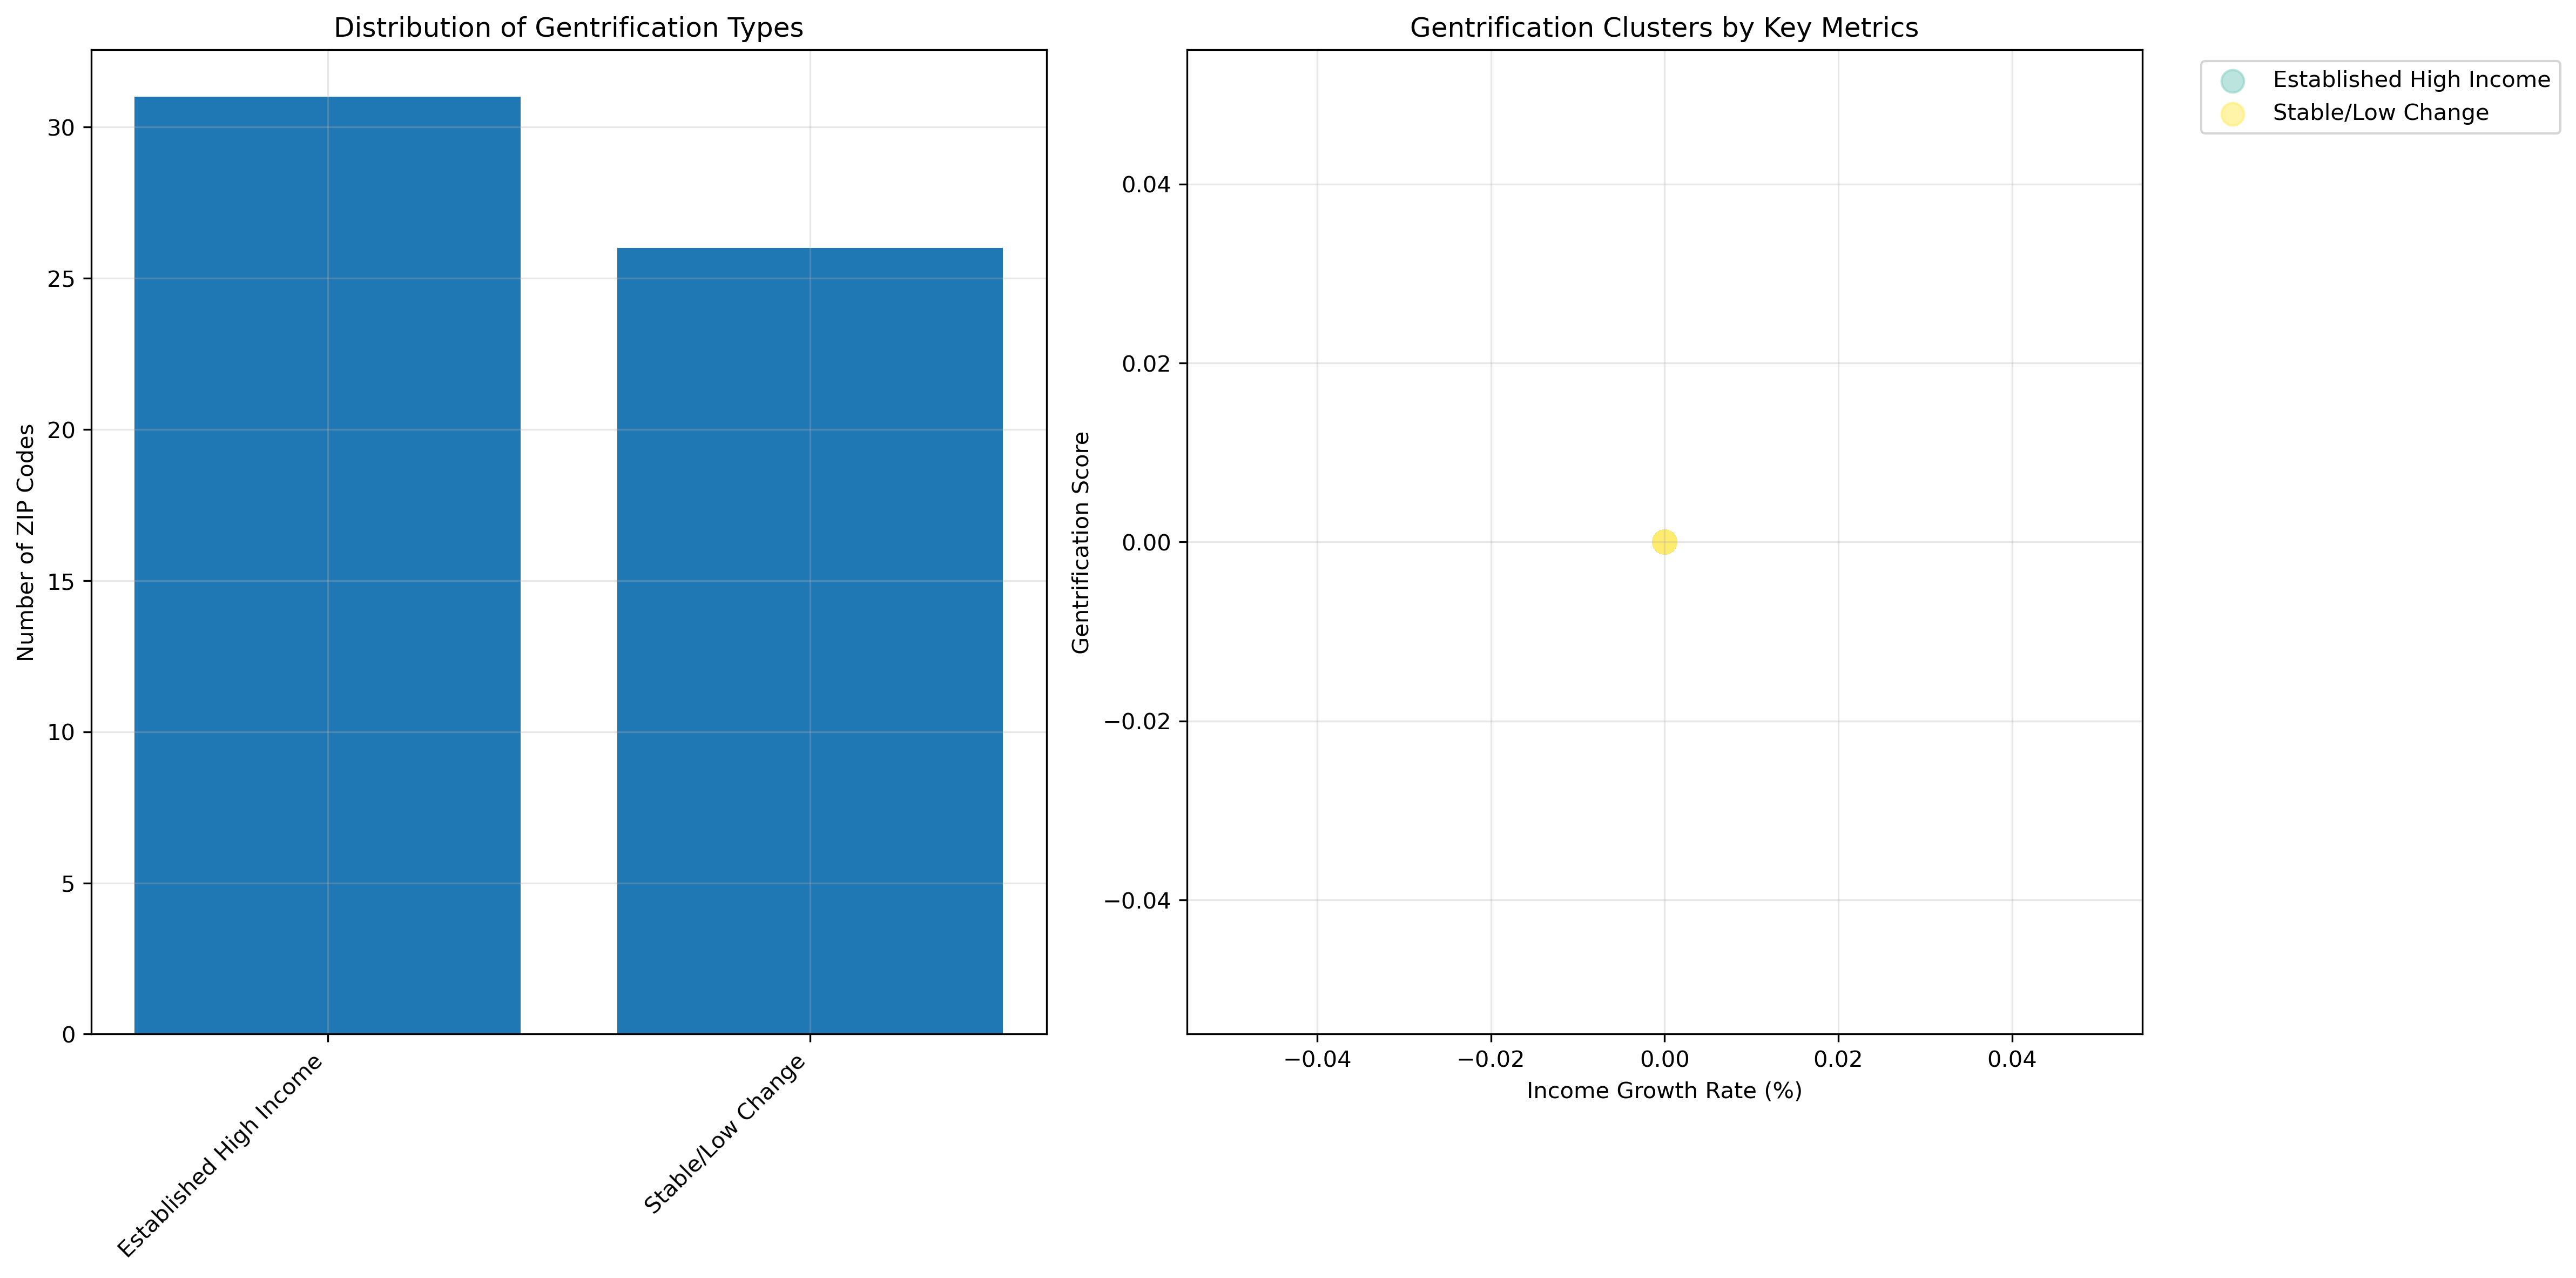 Distribution of Gentrification Types
Number of ZIP Codes
30
25
20
15
10
5
0
Established High Income
Stable/Low Change
Gentrification Clusters by Key Metrics
Gentrification Score
0.04
0.02
0.00
−0.02
−0.04
−0.04
−0.02
0.00
0.02
0.04
Income Growth Rate (%)
Established High Income
Stable/Low Change